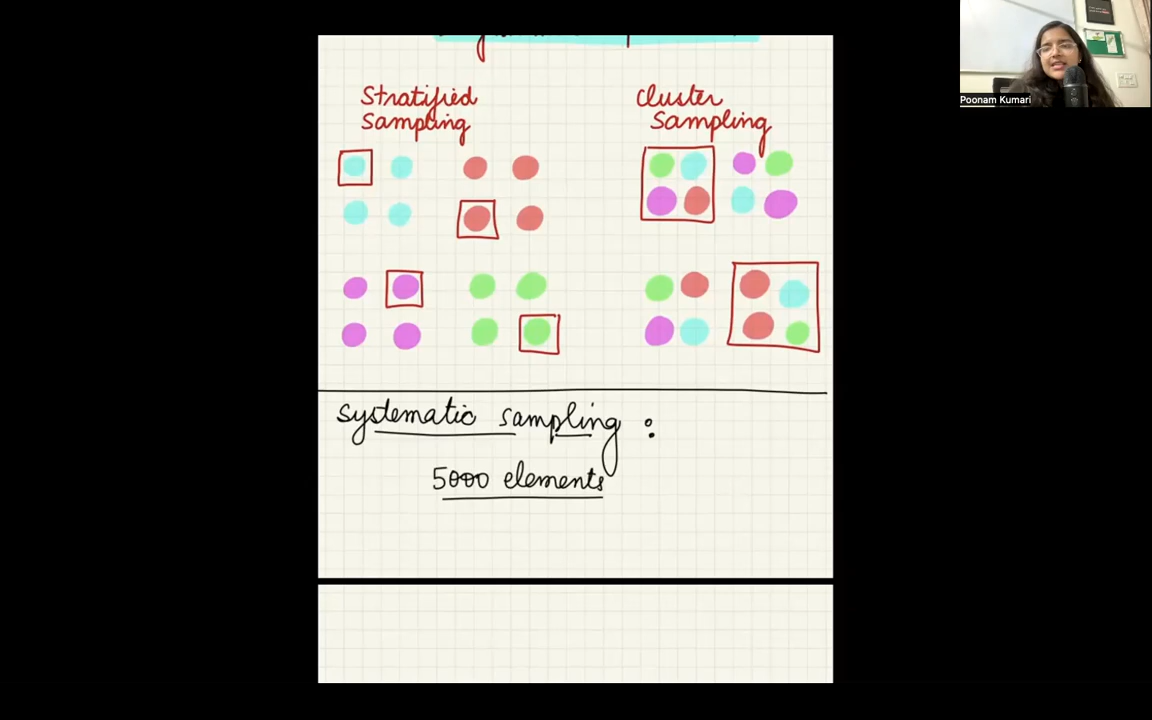 Stratified
Sampling
Cluster
Sampling
Systematic sampling :
5000 elements
Poonam Kumari